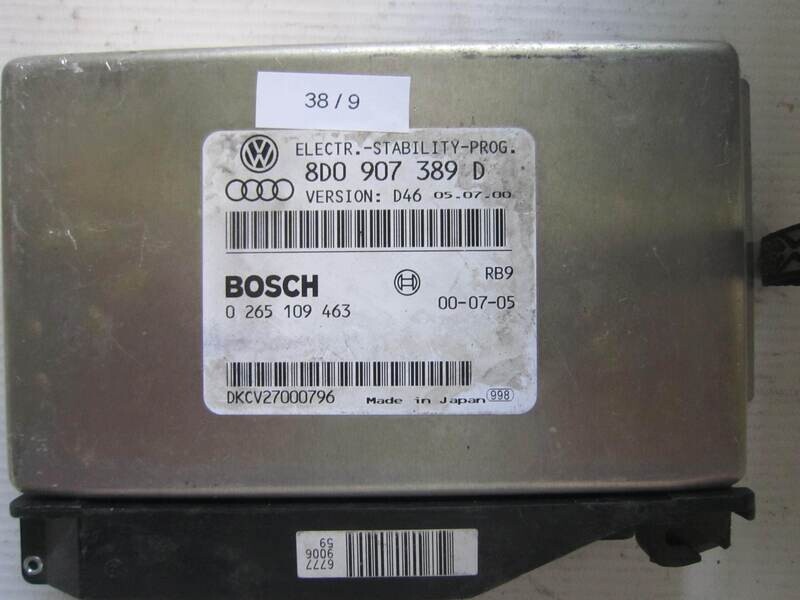 38 / 9
ELECTR.-STABILITY-PROG.
8D0 907 389 D
VERSION: D46 05.07.00
RB9
BOSCH
0 265 109 463 00-07-05
DKCV27000796 Made in Japan 998
6777
9006
59